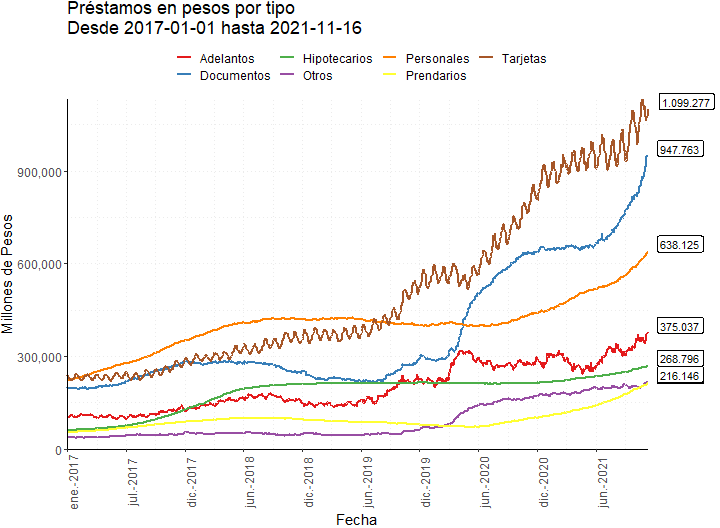 Préstamos en pesos por tipo
Desde 2017-01-01 hasta 2021-11-16
Adelantos Hipotecarios Personales Tarjetas
Documentos Otros Prendarios
Millones de Pesos
900,000
600,000
300,000
0
1.099.277
947.763
638.125
375.037
268.796
216.146
ene.-2017
jul.-2017
dic.-2017
jun.-2018
dic.-2018
jun.-2019
dic.-2019
jun.-2020
dic.-2020
jun.-2021
Fecha